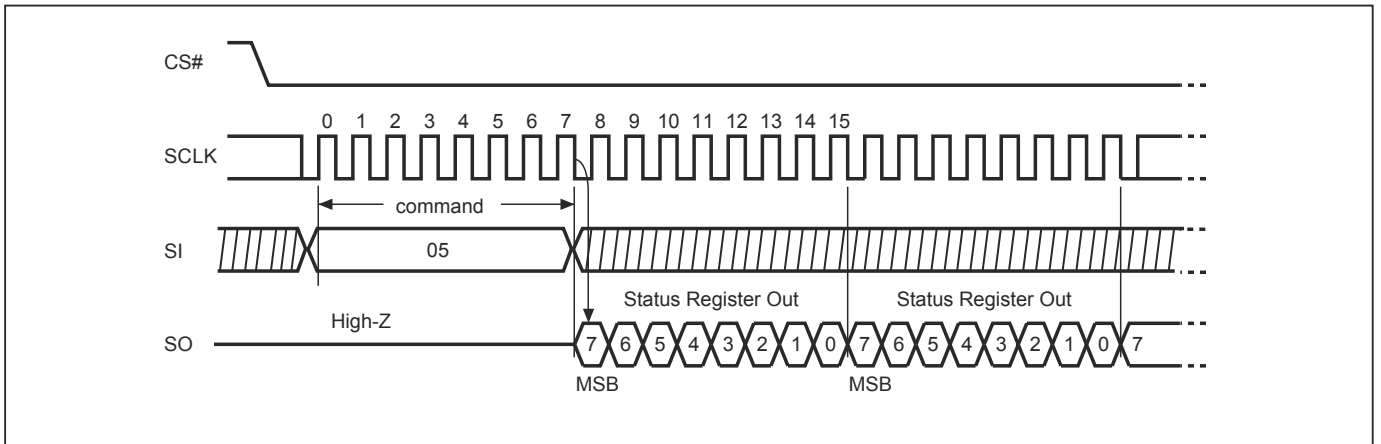 CS#
0 1 2 3 4 5 6 7 8 9 10 11 12 13 14 15
SCLK
command
SI
05
Status Register Out Status Register Out
High-Z
SO
7 6 5 4 3 2 1 0 7 6 5 4 3 2 1 0 7
MSB MSB